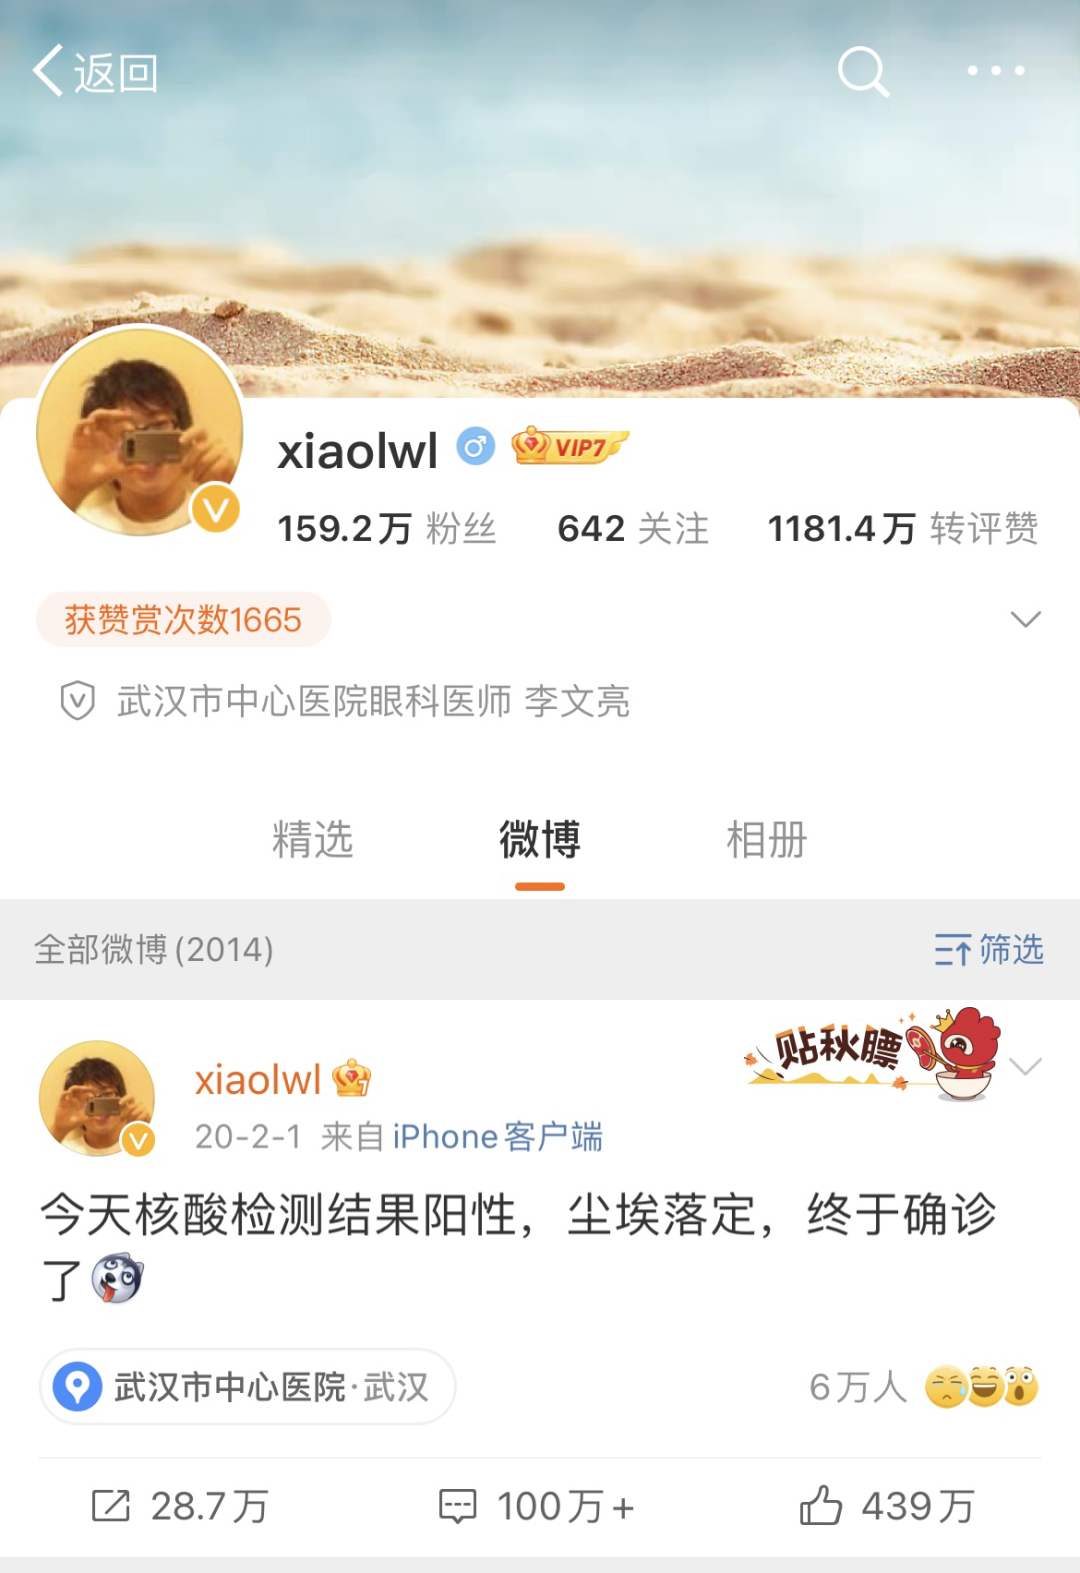 返回
xiaolwl VIP7
159.2万 粉丝 642 关注 1181.4万 转评赞
获赞赏次数1665
武汉市中心医院眼科医师 李文亮
精选 微博 相册
全部微博(2014) 筛选
贴秋膘
xiaolwl 7
20-2-1 来自 iPhone客户端
今天核酸检测结果阳性，尘埃落定，终于确诊
了
武汉市中心医院·武汉 6万人
28.7万 100万+ 439万